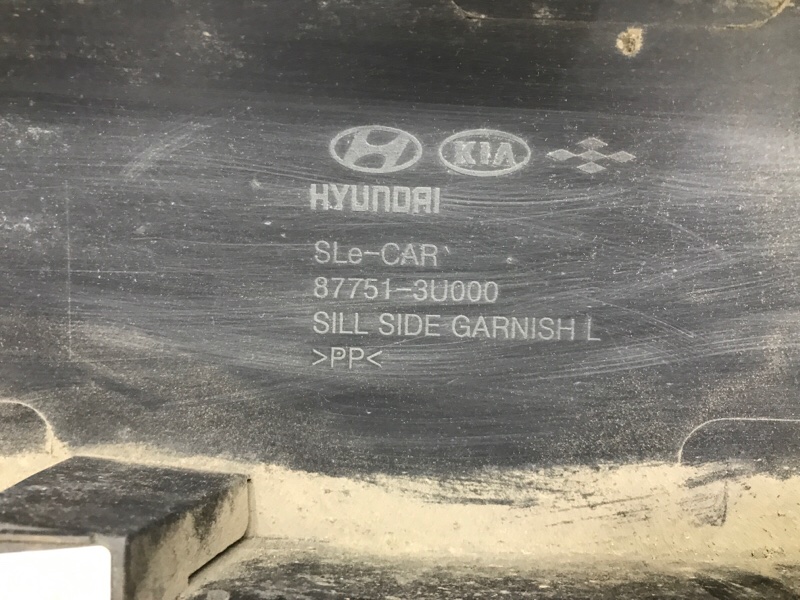 KIA
HYUNDAI
SLe-CAR
87751-3U000
SILL SIDE GARNISH L
>PP<